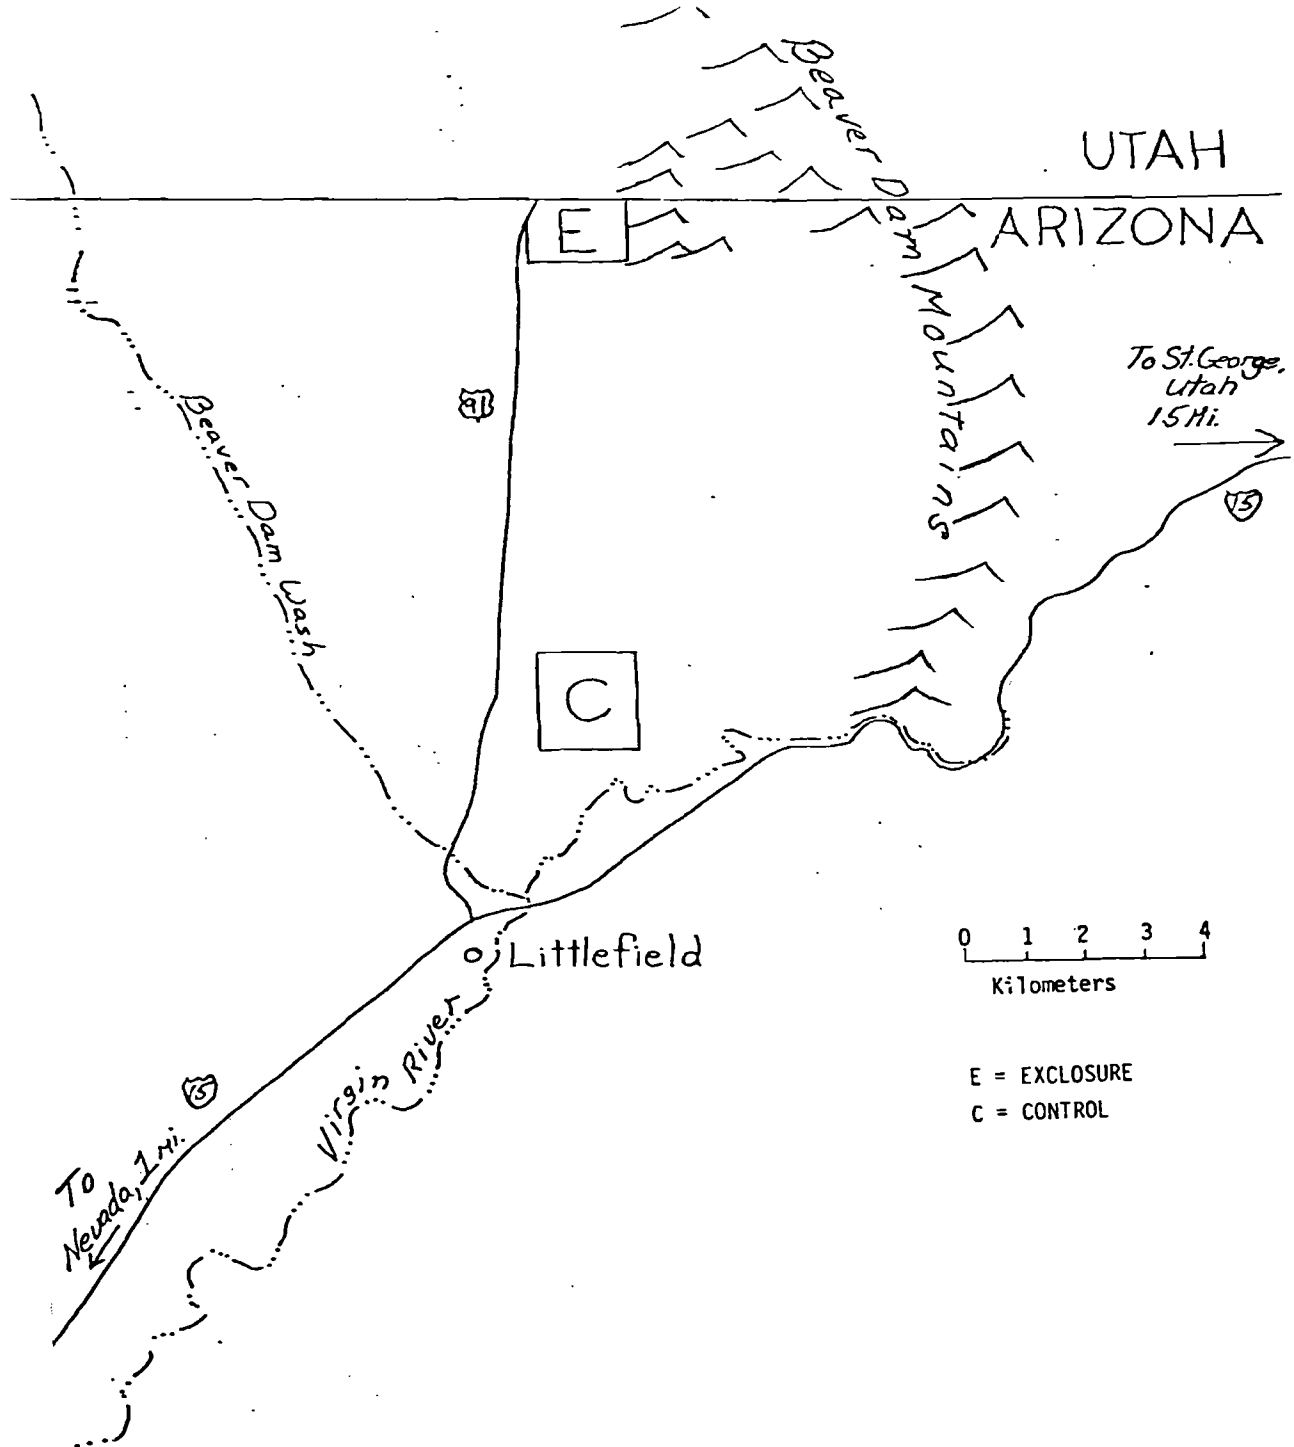 Beaver Dam Mountains
UTAH
ARIZONA
E
To St. George,
Utah
15 Mi.
91
15
Beaver Dam Wash
C
Littlefield
0 1 2 3 4
Kilometers
Virgin River
15
E = EXCLOSURE
C = CONTROL
To
Nevada, 1 Mi.